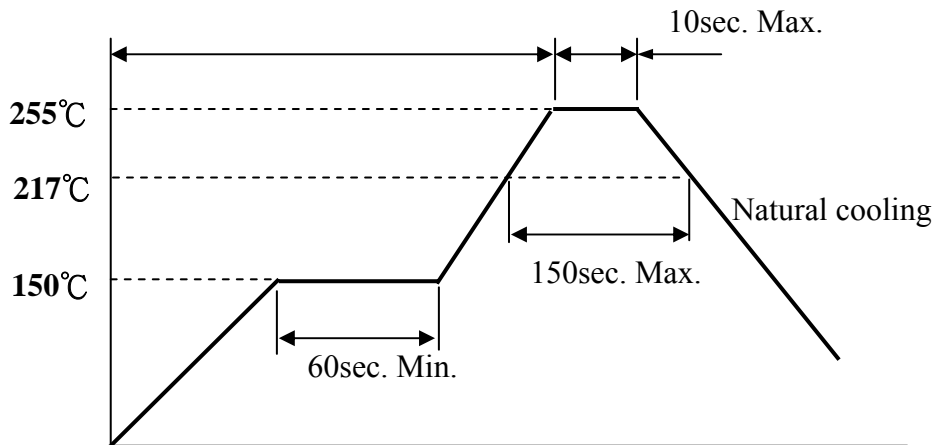 10sec. Max.
255℃
217℃
Natural cooling
150sec. Max.
150℃
60sec. Min.